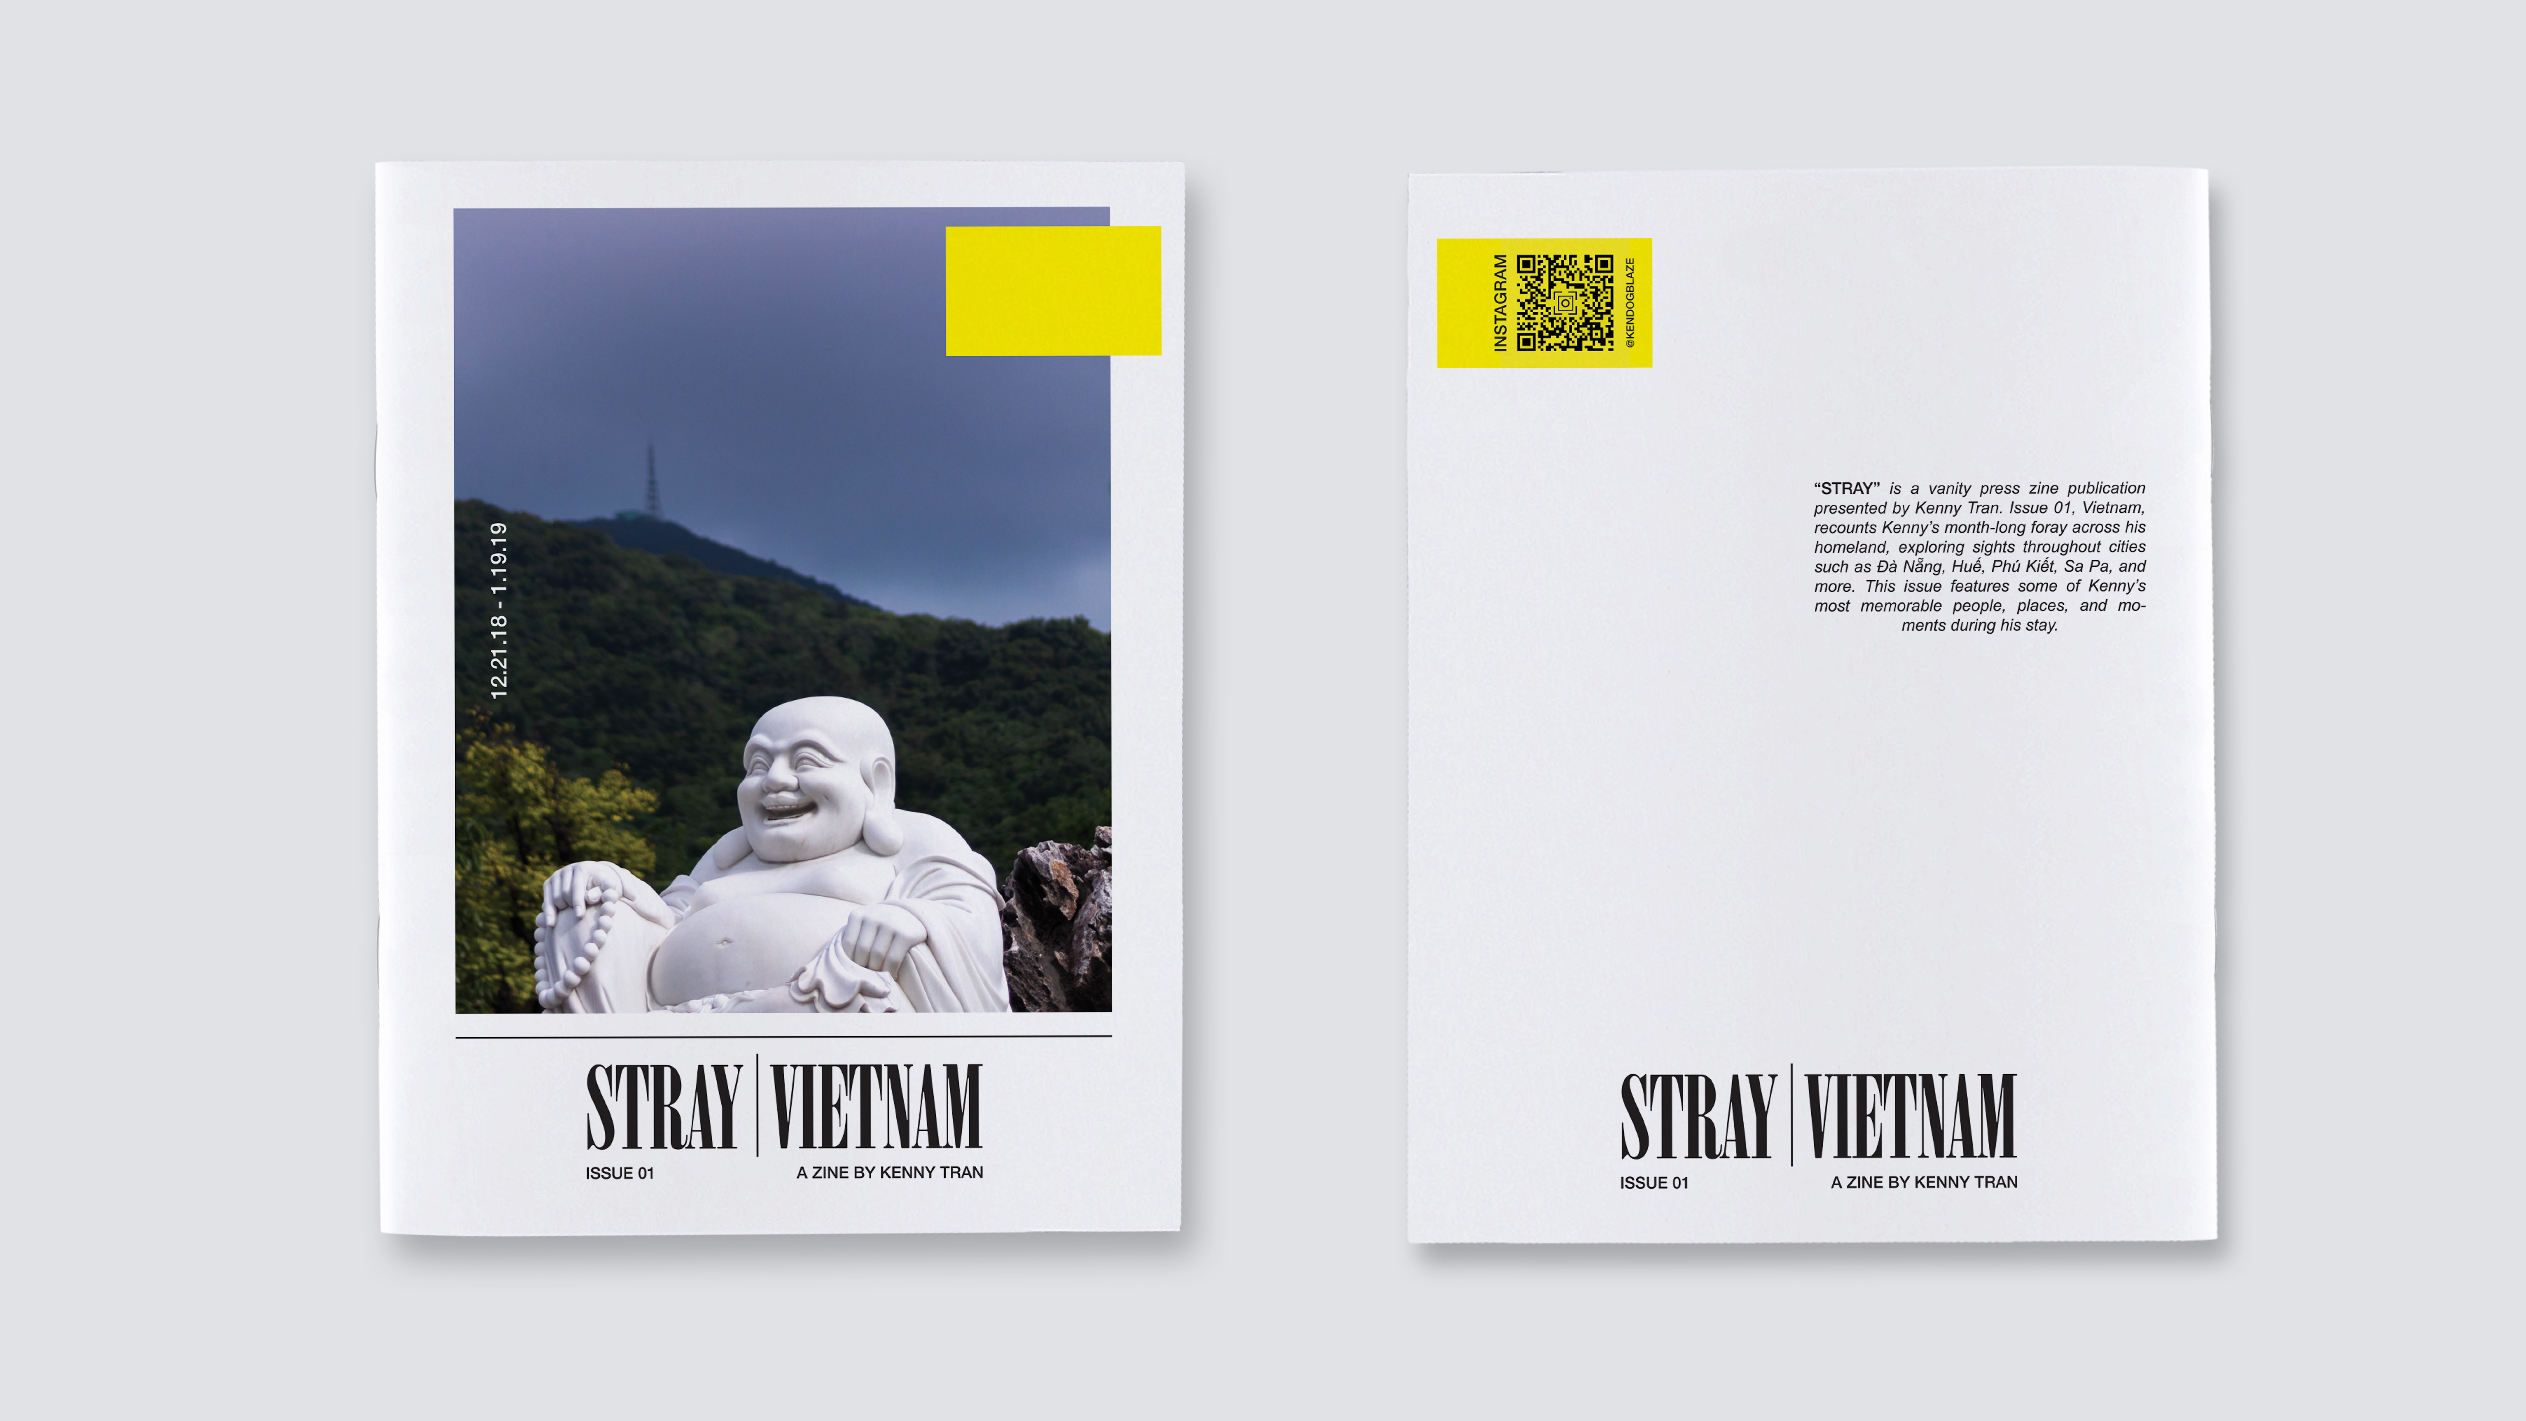 12.21.18 - 1.19.19
STRAY | VIETNAM
ISSUE 01
A ZINE BY KENNY TRAN
INSTAGRAM
@KENDOGBLAZE
“STRAY” is a vanity press zine publication
presented by Kenny Tran. Issue 01, Vietnam,
recounts Kenny’s month-long foray across his
homeland, exploring sights throughout cities
such as Đà Nẵng, Huế, Phú Kiết, Sa Pa, and
more. This issue features some of Kenny’s
most memorable people, places, and mo-
ments during his stay.
STRAY | VIETNAM
ISSUE 01
A ZINE BY KENNY TRAN